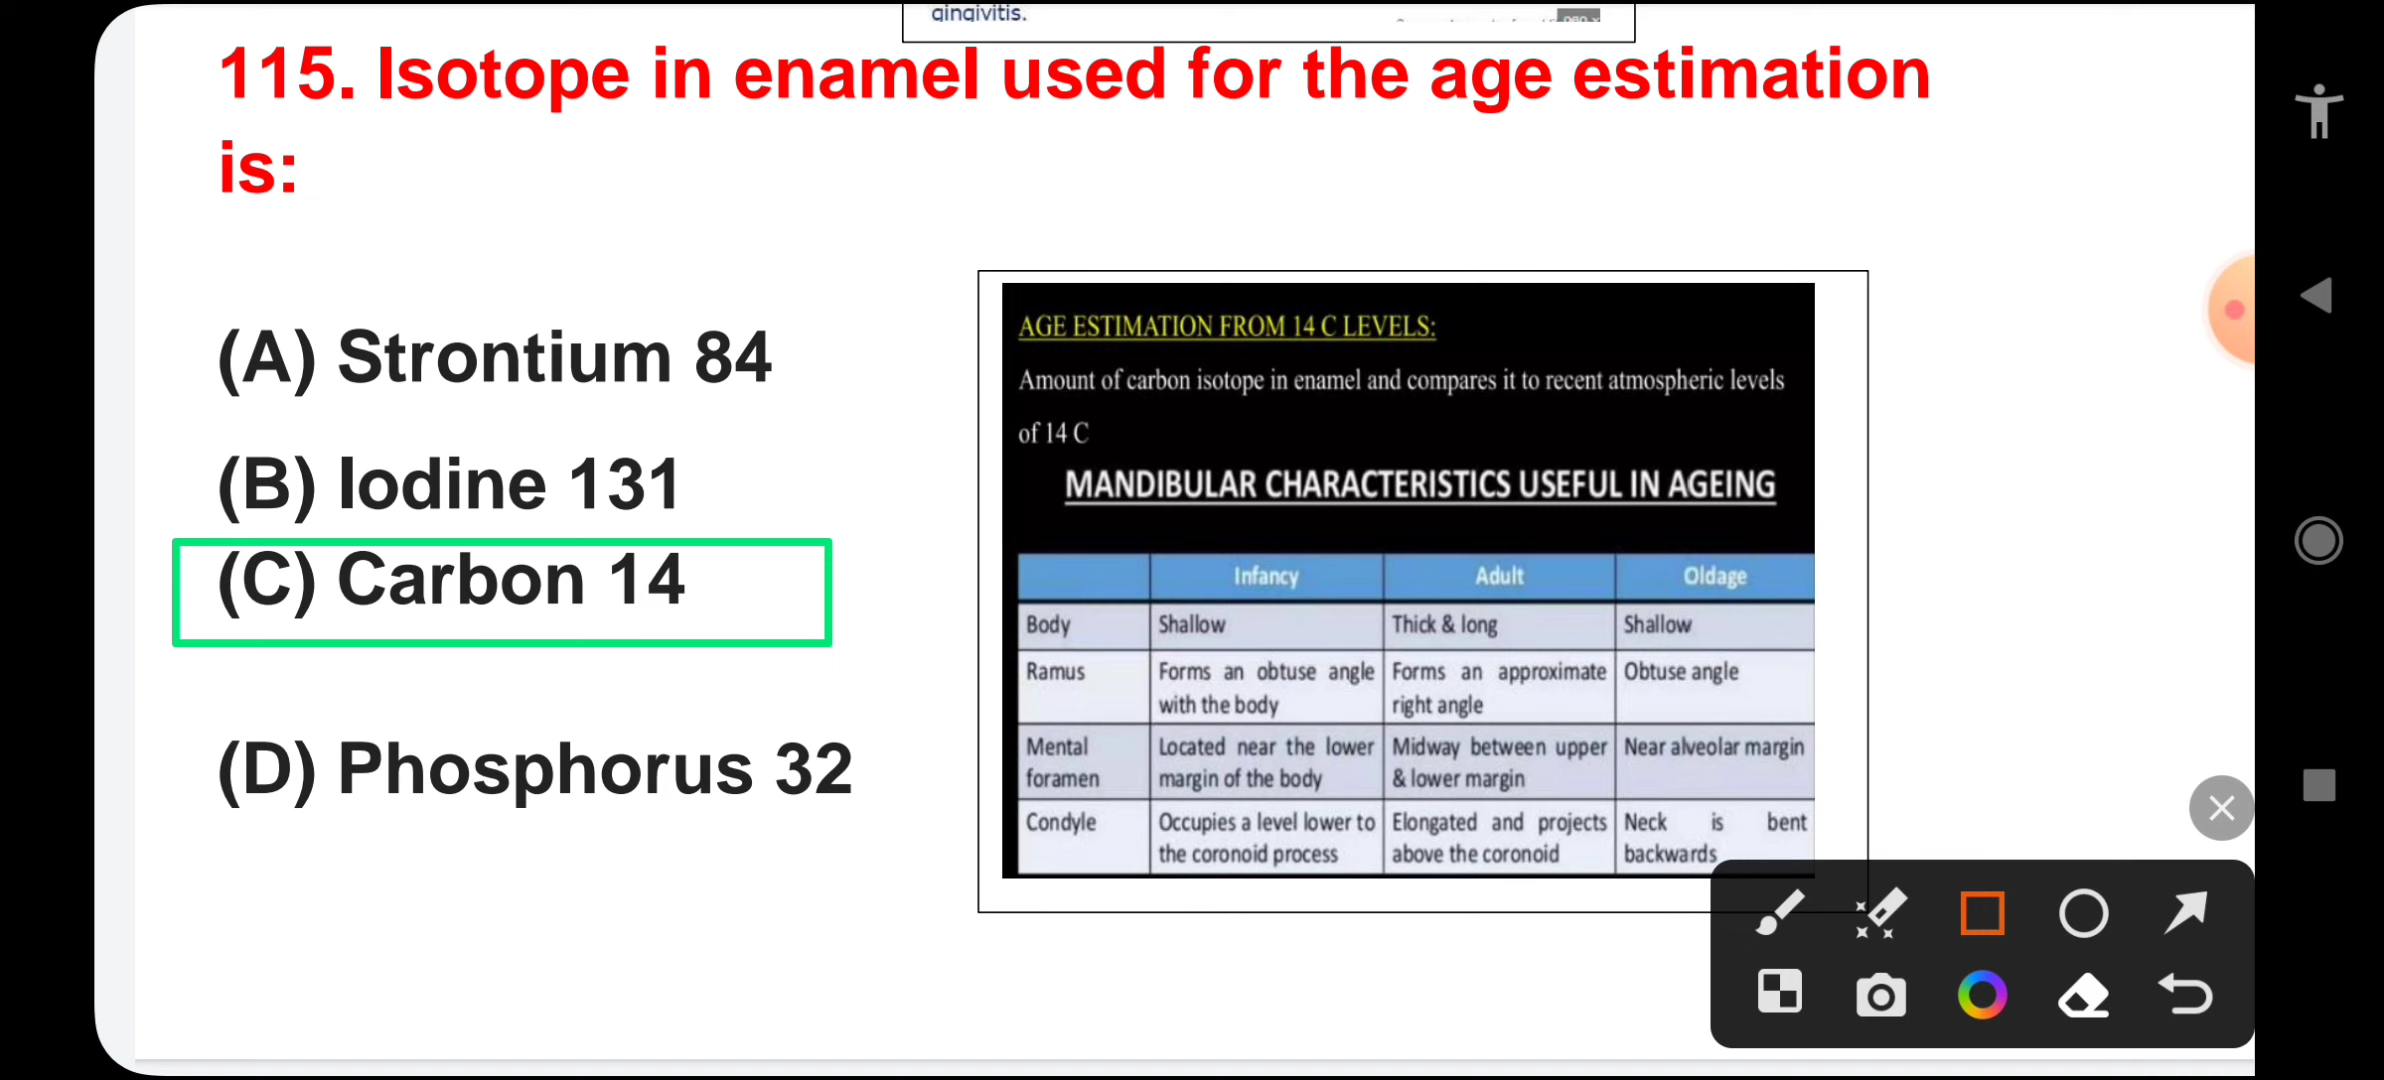 gingivitis.
115. Isotope in enamel used for the age estimation
is:
(A) Strontium 84
(B) Iodine 131
(C) Carbon 14
(D) Phosphorus 32
AGE ESTIMATION FROM 14 C LEVELS:
Amount of carbon isotope in enamel and compares it to recent atmospheric levels
of 14 C
MANDIBULAR CHARACTERISTICS USEFUL IN AGEING
Infancy Adult Oldage
Body Shallow Thick & long Shallow
Ramus Forms an obtuse angle Forms an approximate Obtuse angle
with the body right angle
Mental Located near the lower Midway between upper Near alveolar margin
foramen margin of the body & lower margin
Condyle Occupies a level lower to Elongated and projects Neck is bent
the coronoid process above the coronoid backwards